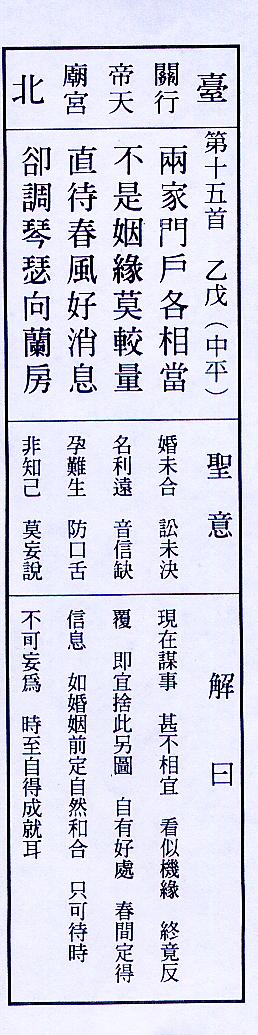 臺
關行
帝天
廟宮
北
第十五首 乙戊（中平）
兩家門戶各相當
不是姻緣莫較量
直待春風好消息
卻調琴瑟向蘭房
聖意
婚未合 訟未決
名利遠 音信缺
孕難生 防口舌
非知己 莫妄說
解曰
現在謀事 甚不相宜 看似機緣 終竟反
覆 即宜捨此另圖 自有好處 春間定得
信息 如婚姻前定自然和合 只可待時
不可妄爲 時至自得成就耳